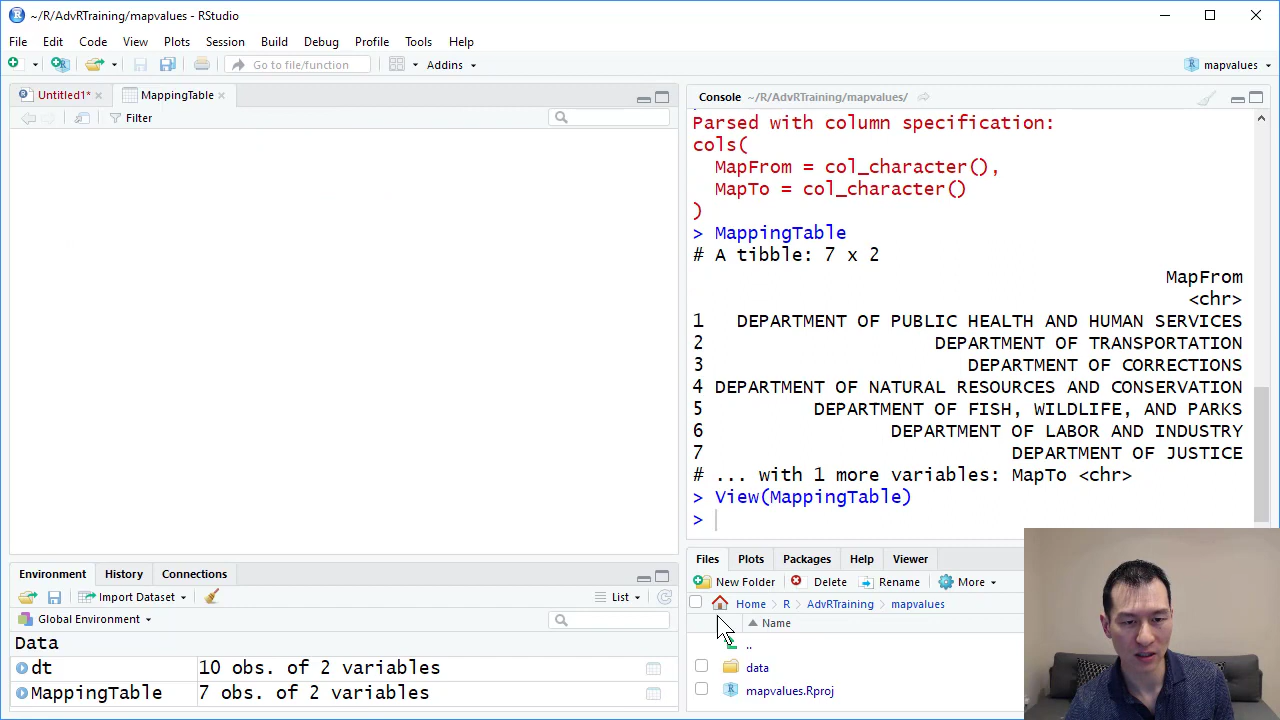 ~/R/AdvRTraining/mapvalues - RStudio
File Edit Code View Plots Session Build Debug Profile Tools Help
Go to file/function Addins mapvalues
Untitled1* MappingTable
Filter
Console ~/R/AdvRTraining/mapvalues/
Parsed with column specification:
cols(
MapFrom = col_character(),
MapTo = col_character()
)
> MappingTable
# A tibble: 7 x 2
MapFrom
<chr>
1 DEPARTMENT OF PUBLIC HEALTH AND HUMAN SERVICES
2 DEPARTMENT OF TRANSPORTATION
3 DEPARTMENT OF CORRECTIONS
4 DEPARTMENT OF NATURAL RESOURCES AND CONSERVATION
5 DEPARTMENT OF FISH, WILDLIFE, AND PARKS
6 DEPARTMENT OF LABOR AND INDUSTRY
7 DEPARTMENT OF JUSTICE
# ... with 1 more variables: MapTo <chr>
> View(MappingTable)
>
Environment History Connections
Import Dataset List
Global Environment
Data
dt 10 obs. of 2 variables
MappingTable 7 obs. of 2 variables
Files Plots Packages Help Viewer
New Folder Delete Rename More
Home R AdvRTraining mapvalues
Name
..
data
mapvalues.Rproj